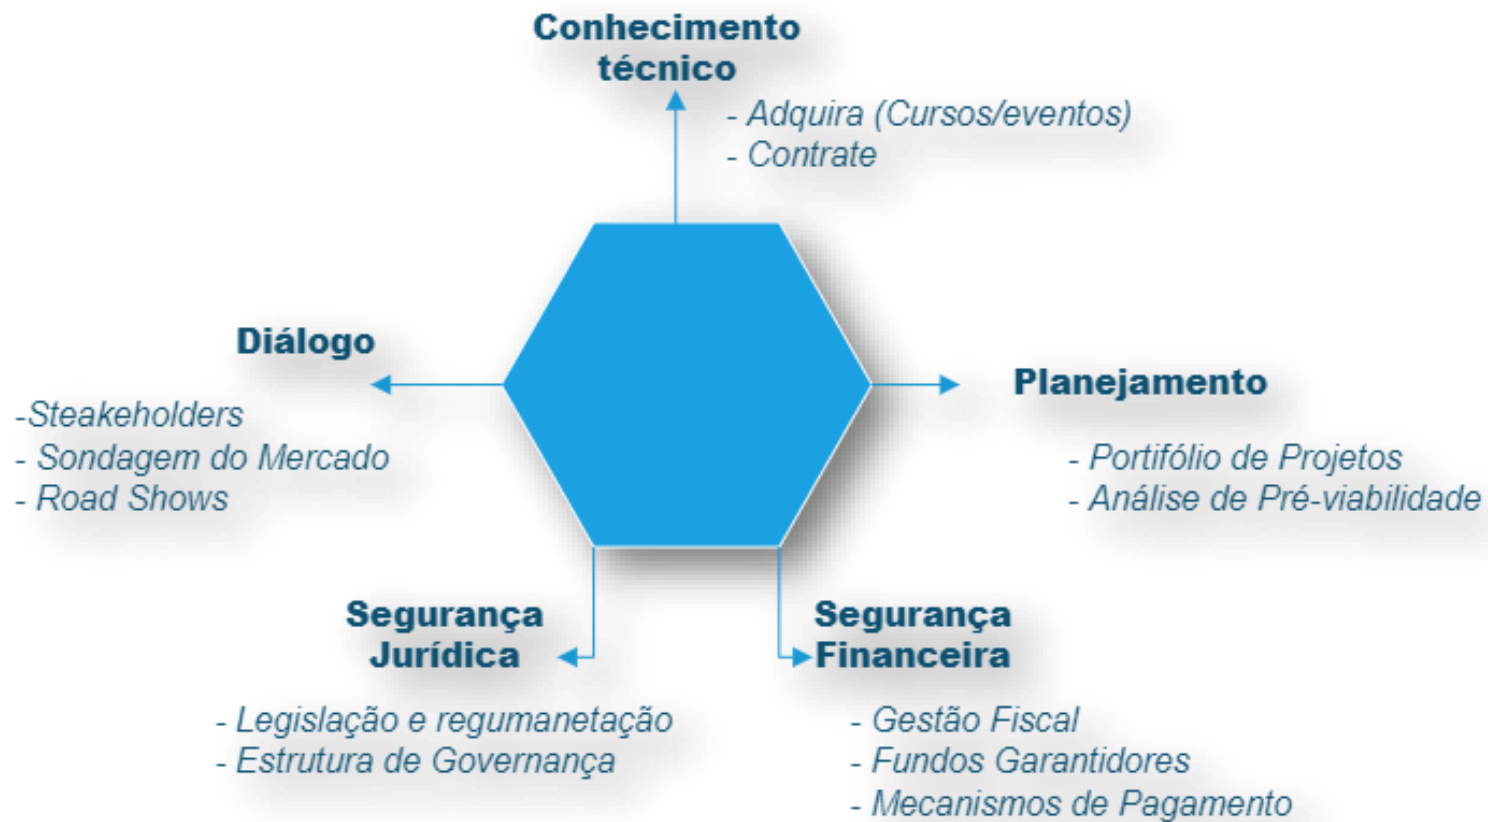 Conhecimento
técnico
- Adquira (Cursos/eventos)
- Contrate
Diálogo
-Steakeholders
- Sondagem do Mercado
- Road Shows
Planejamento
- Portifólio de Projetos
- Análise de Pré-viabilidade
Segurança
Jurídica
- Legislação e regumanetação
- Estrutura de Governança
Segurança
Financeira
- Gestão Fiscal
- Fundos Garantidores
- Mecanismos de Pagamento